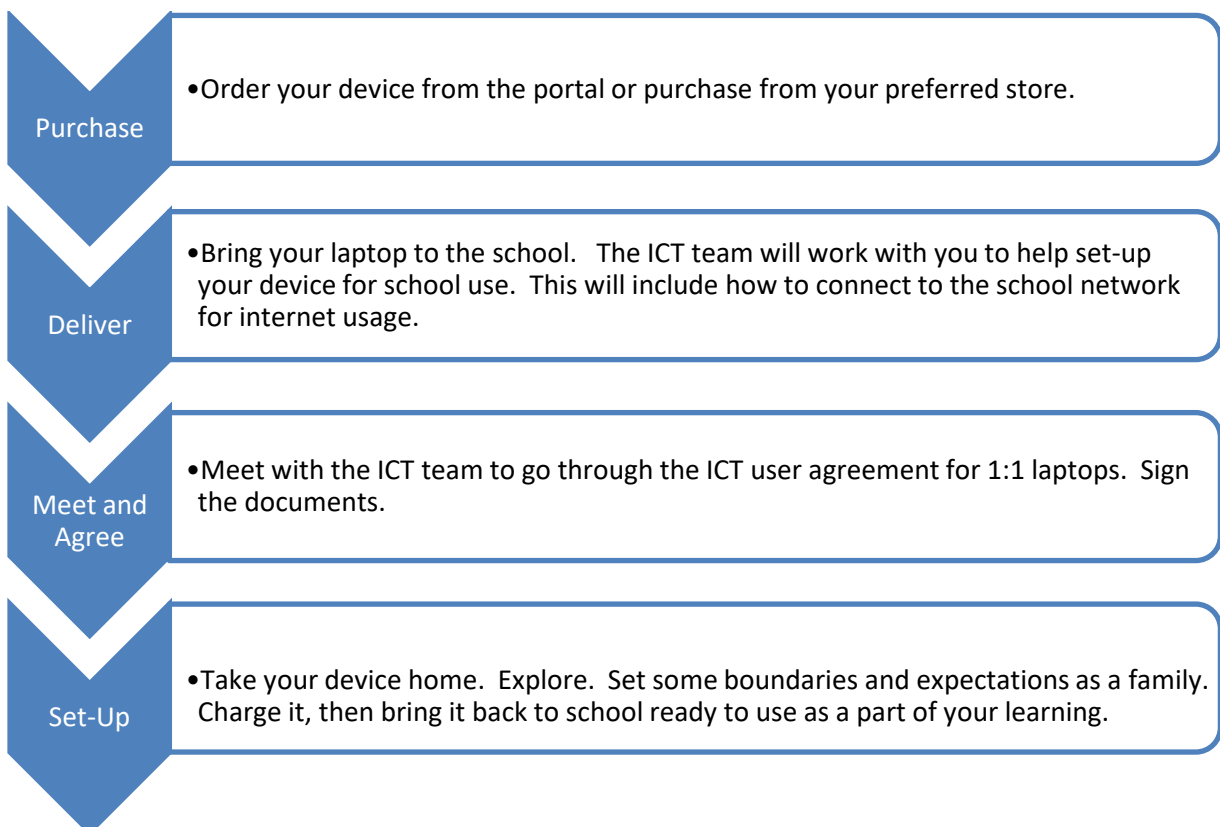 Purchase
•Order your device from the portal or purchase from your preferred store.
Deliver
•Bring your laptop to the school.   The ICT team will work with you to help set-up
your device for school use.  This will include how to connect to the school network
for internet usage.
Meet and
Agree
•Meet with the ICT team to go through the ICT user agreement for 1:1 laptops.  Sign
the documents.
Set-Up
•Take your device home.  Explore.  Set some boundaries and expectations as a family.
Charge it, then bring it back to school ready to use as a part of your learning.